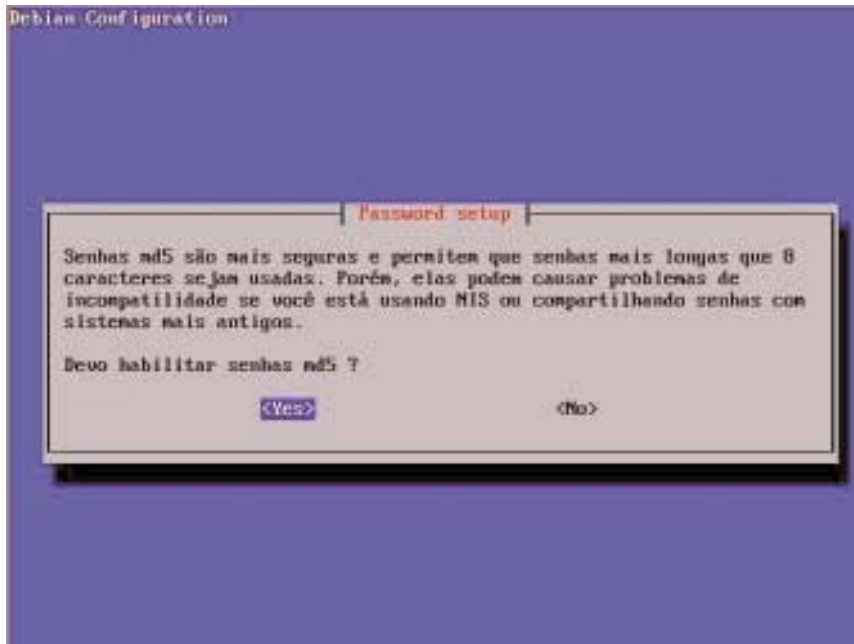 Debian Configuration
Password setup
Senhas md5 são mais seguras e permitem que senhas mais longas que 8
caracteres sejam usadas. Porém, elas podem causar problemas de
incompatilidade se você está usando NIS ou compartilhando senhas com
sistemas mais antigos.
Devo habilitar senhas md5 ?
<Yes> <No>